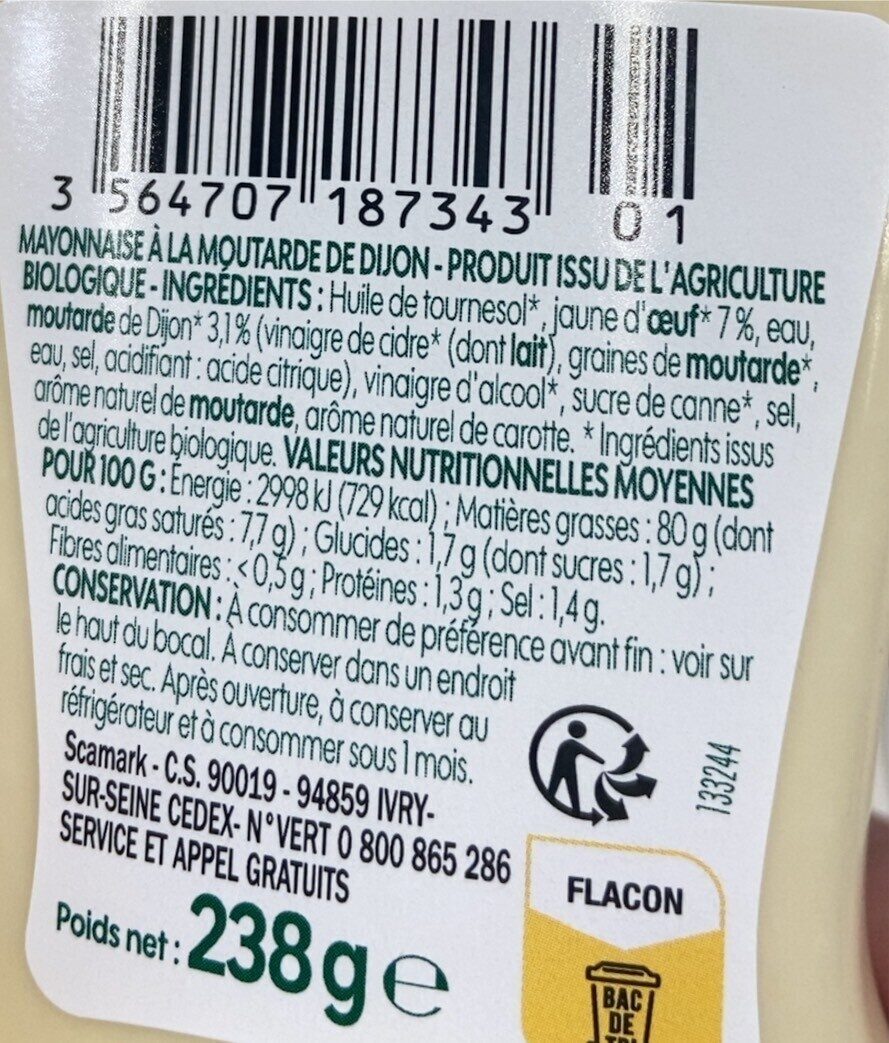 3 564707 187343 01
MAYONNAISE À LA MOUTARDE DE DIJON - PRODUIT ISSU DE L'AGRICULTURE
BIOLOGIQUE - INGRÉDIENTS : Huile de tournesol*, jaune d'œuf* 7%, eau,
moutarde de Dijon* 3,1% (vinaigre de cidre* (dont lait), graines de moutarde*,
eau, sel, acidifiant : acide citrique), vinaigre d'alcool*, sucre de canne*, sel,
arôme naturel de moutarde, arôme naturel de carotte. * Ingrédients issus
de l'agriculture biologique. VALEURS NUTRITIONNELLES MOYENNES
POUR 100 G : Énergie : 2998 kJ (729 kcal) ; Matières grasses : 80 g (dont
acides gras saturés : 7,7 g) ; Glucides : 1,7 g (dont sucres : 1,7 g) ;
Fibres alimentaires : < 0,5 g ; Protéines : 1,3 g ; Sel : 1,4 g.
CONSERVATION : À consommer de préférence avant fin : voir sur
le haut du bocal. À conserver dans un endroit
frais et sec. Après ouverture, à conserver au
réfrigérateur et à consommer sous 1 mois.
Scamark - C.S. 90019 - 94859 IVRY-
SUR-SEINE CEDEX- N°VERT 0 800 865 286
SERVICE ET APPEL GRATUITS
Poids net : 238 g e
133244
FLACON
BAC
DE
TRI